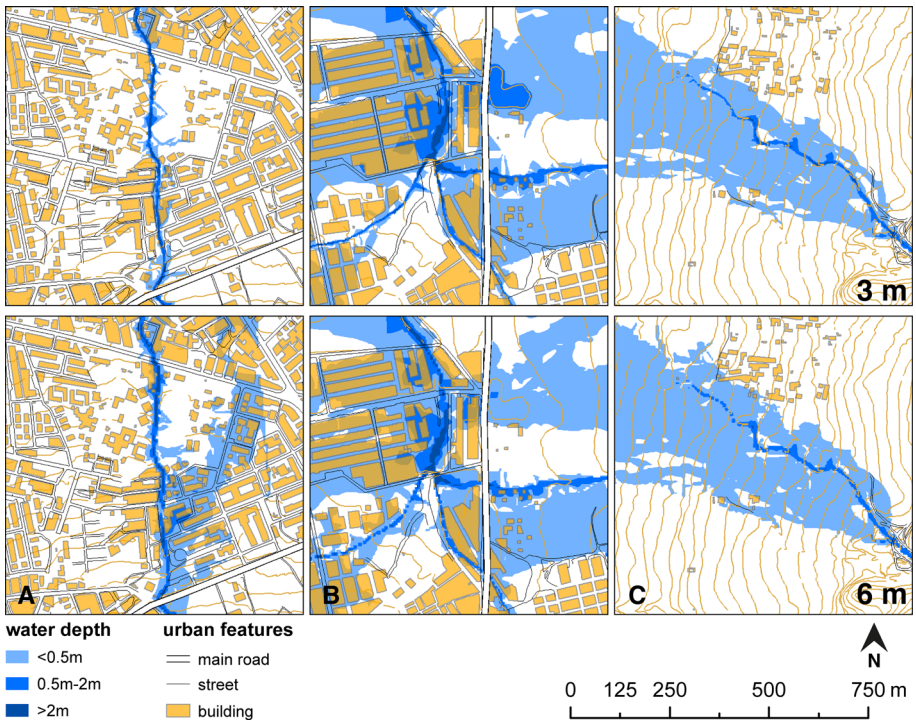 3 m
A
B
C
6 m
water depth
<0.5m
0.5m-2m
>2m
urban features
main road
street
building
N
0 125 250 500 750 m